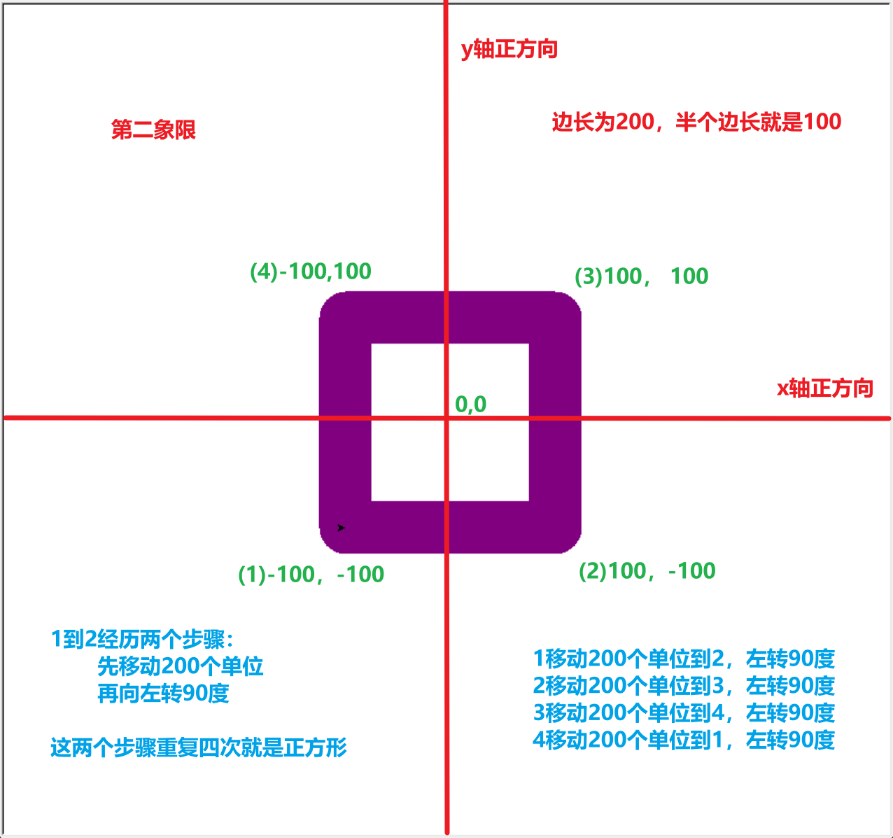 y轴正方向
第二象限
边长为200，半个边长就是100
(4)-100,100
(3)100， 100
x轴正方向
0,0
(1)-100，-100
(2)100，-100
1到2经历两个步骤：
先移动200个单位
再向左转90度
这两个步骤重复四次就是正方形
1移动200个单位到2，左转90度
2移动200个单位到3，左转90度
3移动200个单位到4，左转90度
4移动200个单位到1，左转90度